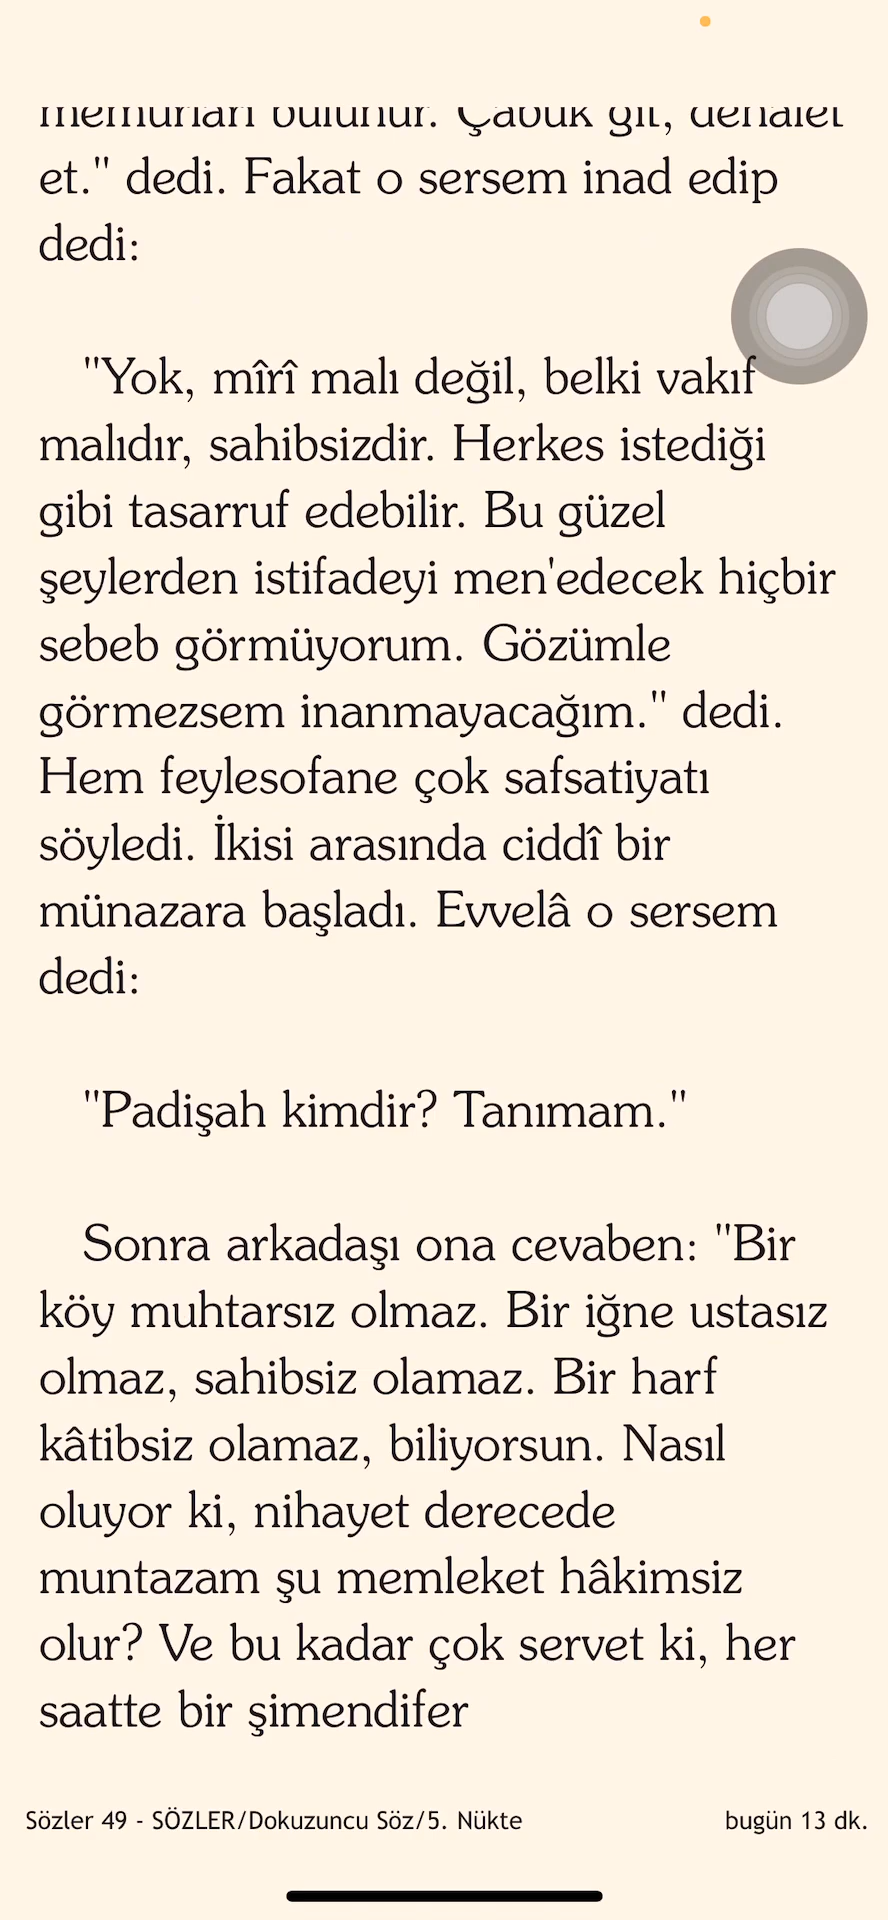 memurları bulunur. Çabuk git, dehalet
et." dedi. Fakat o sersem inad edip
dedi:
"Yok, mîrî malı değil, belki vakıf
malıdır, sahibsizdir. Herkes istediği
gibi tasarruf edebilir. Bu güzel
şeylerden istifadeyi men'edecek hiçbir
sebeb görmüyorum. Gözümle
görmezsem inanmayacağım." dedi.
Hem feylesofane çok safsatiyatı
söyledi. İkisi arasında ciddî bir
münazara başladı. Evvelâ o sersem
dedi:
"Padişah kimdir? Tanımam."
Sonra arkadaşı ona cevaben: "Bir
köy muhtarsız olmaz. Bir iğne ustasız
olmaz, sahibsiz olamaz. Bir harf
kâtibsiz olamaz, biliyorsun. Nasıl
oluyor ki, nihayet derecede
muntazam şu memleket hâkimsiz
olur? Ve bu kadar çok servet ki, her
saatte bir şimendifer
Sözler 49 - SÖZLER/Dokuzuncu Söz/5. Nükte
bugün 13 dk.